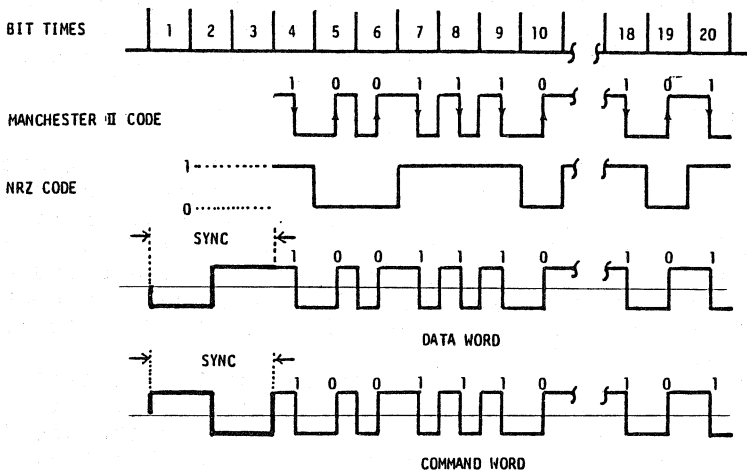 BIT TIMES 1 2 3 4 5 6 7 8 9 10 18 19 20
1 0 0 1 1 1 0 1 0 1
MANCHESTER II CODE
1
NRZ CODE
0
SYNC
1 0 0 1 1 1 0 1 0 1
DATA WORD
SYNC
1 0 0 1 1 1 0 1 0 1
COMMAND WORD